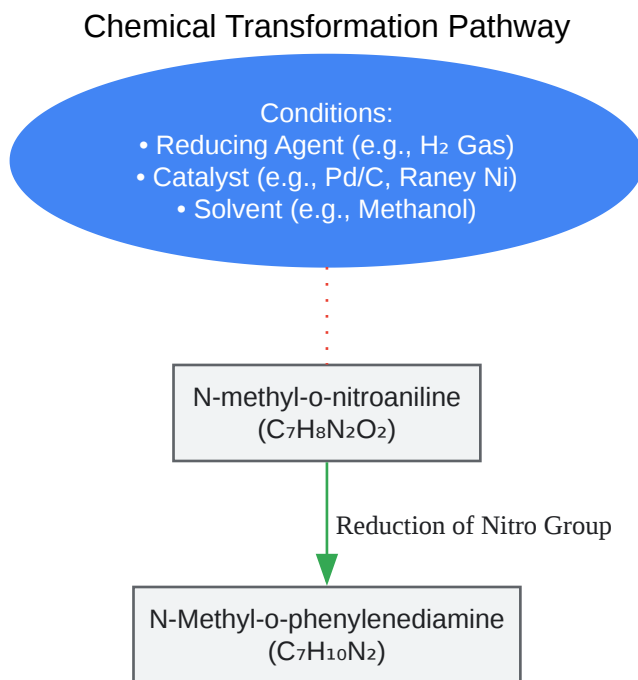 Chemical Transformation Pathway
Conditions:
• Reducing Agent (e.g., H₂ Gas)
• Catalyst (e.g., Pd/C, Raney Ni)
• Solvent (e.g., Methanol)
N-methyl-o-nitroaniline
(C₇H₈N₂O₂)
Reduction of Nitro Group
N-Methyl-o-phenylenediamine
(C₇H₁₀N₂)